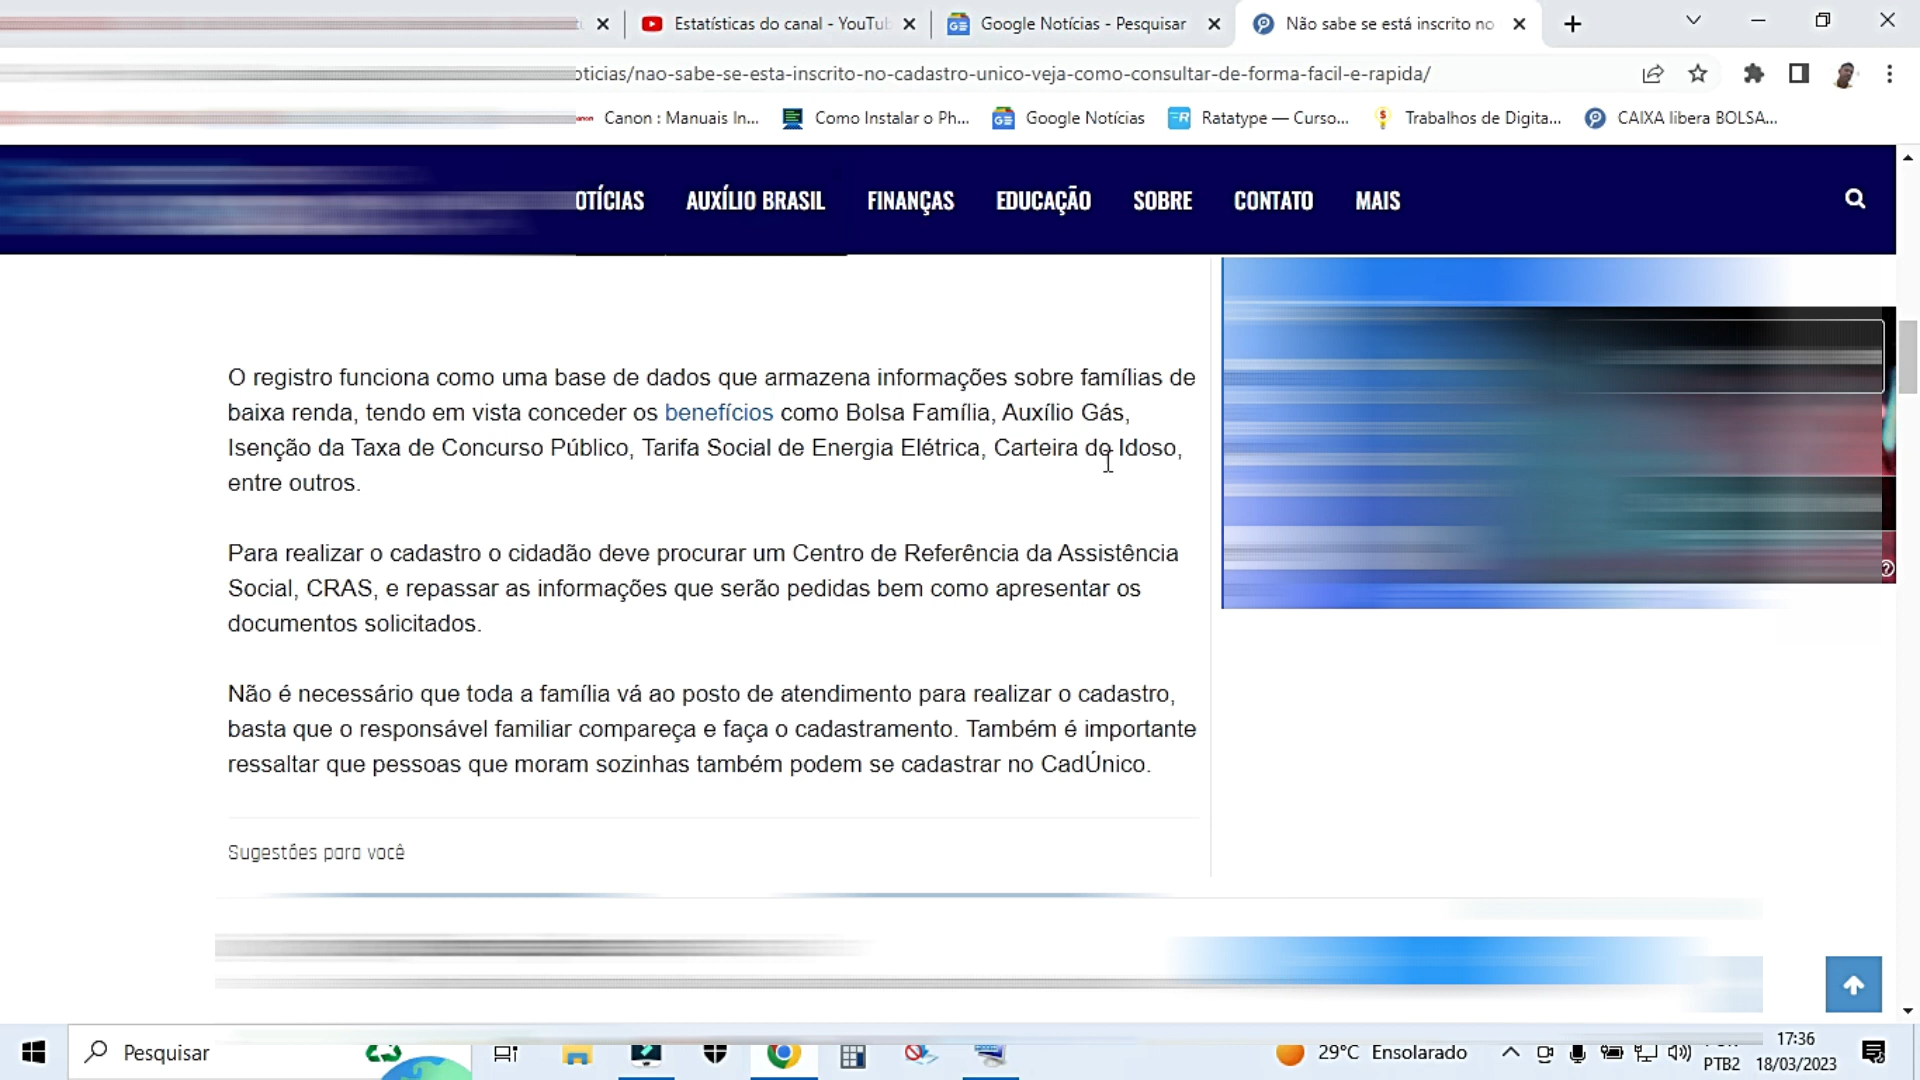 Estatísticas do canal - YouTub
Google Notícias - Pesquisar
Não sabe se está inscrito no
oticias/nao-sabe-se-esta-inscrito-no-cadastro-unico-veja-como-consultar-de-forma-facil-e-rapida/
Canon : Manuais In...
Como Instalar o Ph...
Google Notícias
Ratatype — Curso...
Trabalhos de Digita...
CAIXA libera BOLSA...
OTÍCIAS AUXÍLIO BRASIL FINANÇAS EDUCAÇÃO SOBRE CONTATO MAIS
O registro funciona como uma base de dados que armazena informações sobre famílias de
baixa renda, tendo em vista conceder os benefícios como Bolsa Família, Auxílio Gás,
Isenção da Taxa de Concurso Público, Tarifa Social de Energia Elétrica, Carteira do Idoso,
entre outros.
Para realizar o cadastro o cidadão deve procurar um Centro de Referência da Assistência
Social, CRAS, e repassar as informações que serão pedidas bem como apresentar os
documentos solicitados.
Não é necessário que toda a família vá ao posto de atendimento para realizar o cadastro,
basta que o responsável familiar compareça e faça o cadastramento. Também é importante
ressaltar que pessoas que moram sozinhas também podem se cadastrar no CadÚnico.
Sugestões para você
Pesquisar
29°C Ensolarado
PTB2
17:36
18/03/2023